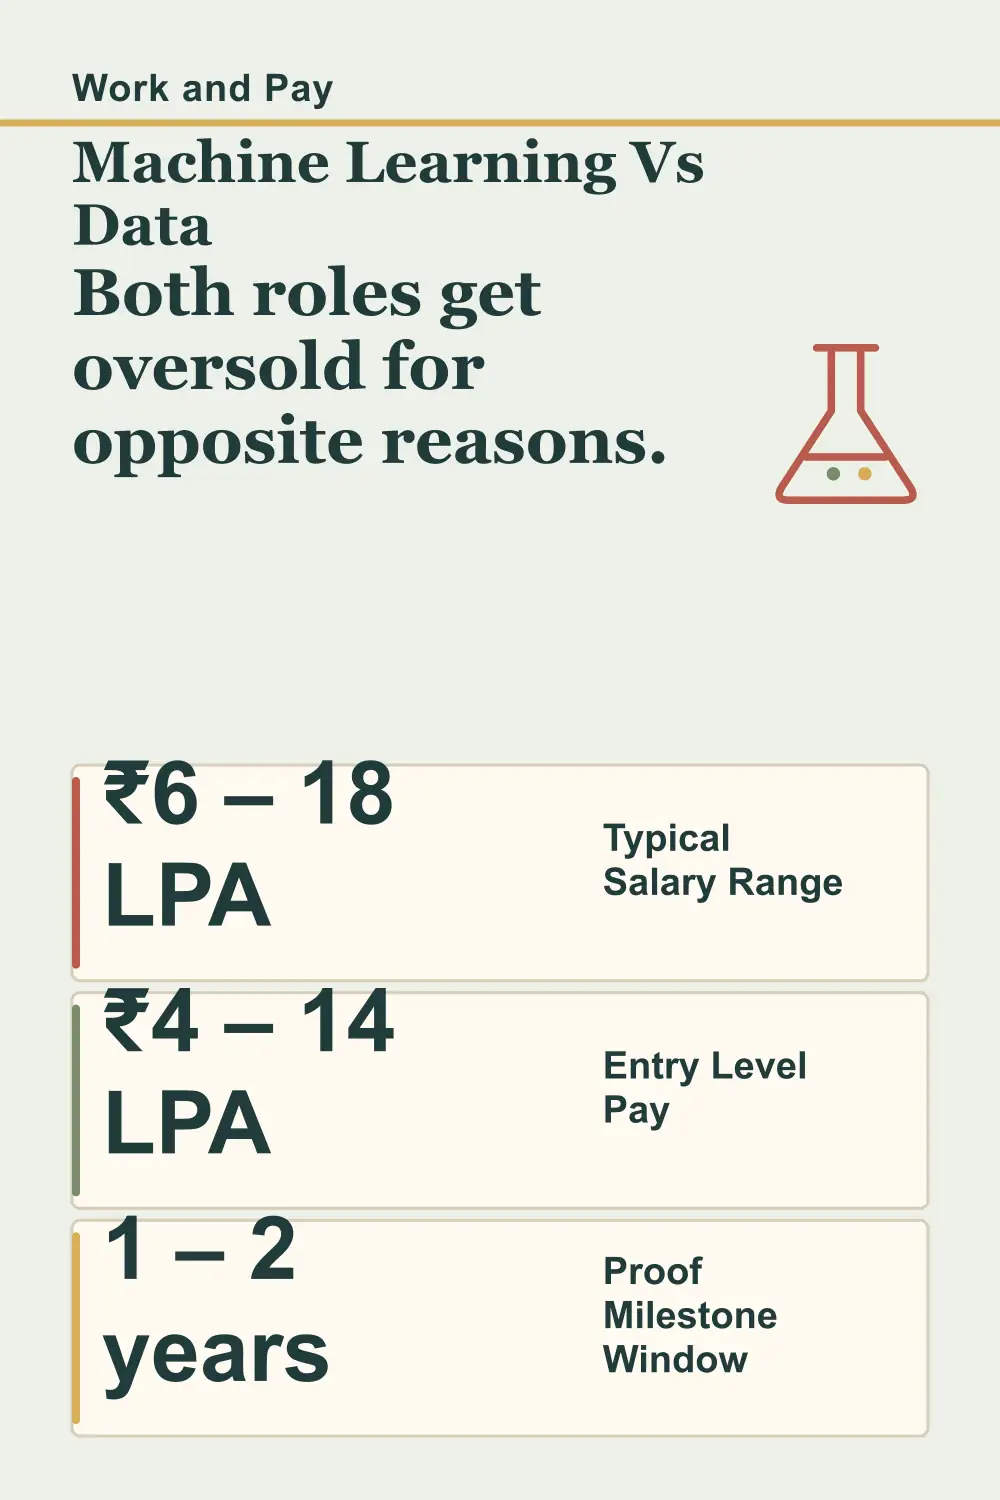 Work and Pay
Machine Learning Vs
Data
Both roles get
oversold for
opposite reasons.
₹6 – 18
LPA
Typical
Salary Range
₹4 – 14
LPA
Entry Level
Pay
1 – 2
years
Proof
Milestone
Window